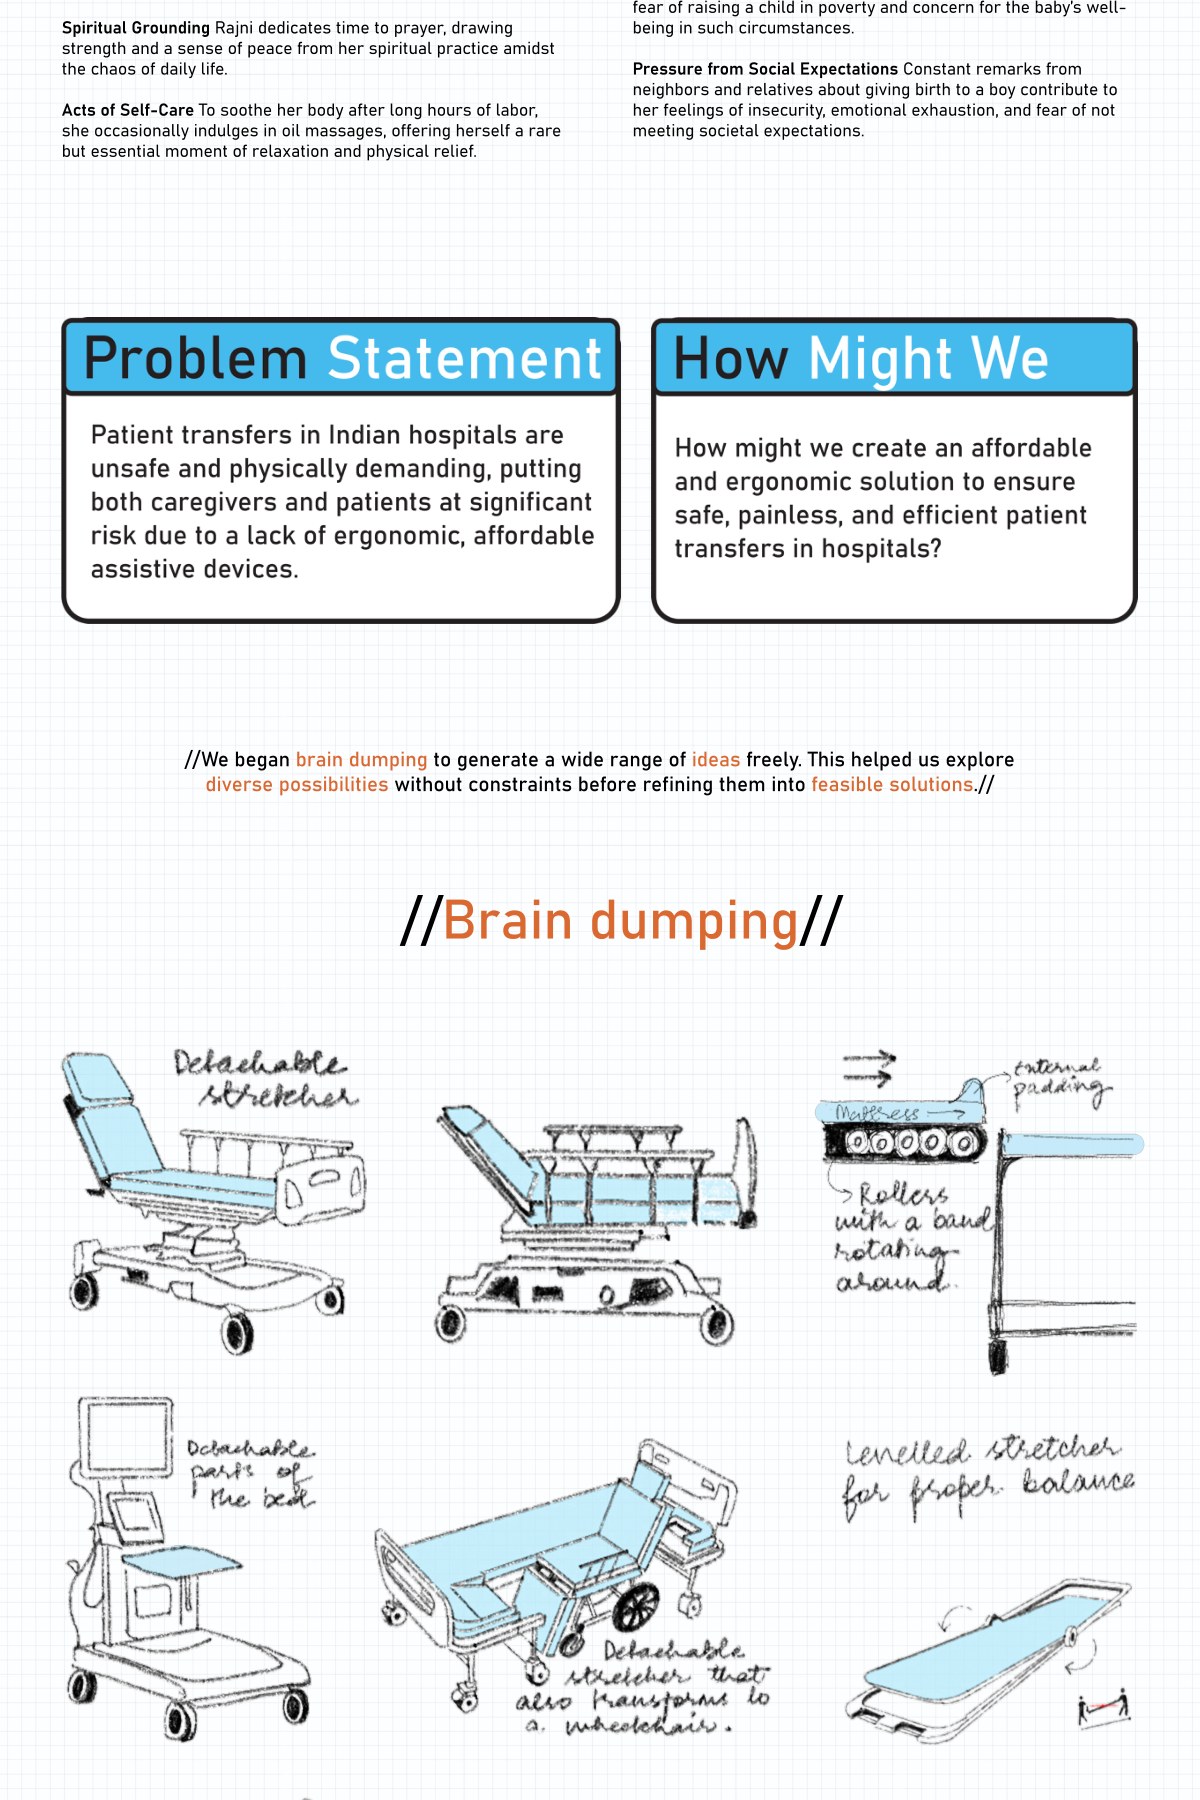 Spiritual Grounding Rajni dedicates time to prayer, drawing
strength and a sense of peace from her spiritual practice amidst
the chaos of daily life.
Acts of Self-Care To soothe her body after long hours of labor,
she occasionally indulges in oil massages, offering herself a rare
but essential moment of relaxation and physical relief.
fear of raising a child in poverty and concern for the baby's well-
being in such circumstances.
Pressure from Social Expectations Constant remarks from
neighbors and relatives about giving birth to a boy contribute to
her feelings of insecurity, emotional exhaustion, and fear of not
meeting societal expectations.
Problem Statement
Patient transfers in Indian hospitals are
unsafe and physically demanding, putting
both caregivers and patients at significant
risk due to a lack of ergonomic, affordable
assistive devices.
How Might We
How might we create an affordable
and ergonomic solution to ensure
safe, painless, and efficient patient
transfers in hospitals?
//We began brain dumping to generate a wide range of ideas freely. This helped us explore
diverse possibilities without constraints before refining them into feasible solutions.//
//Brain dumping//
Detachable
stretcher
External
padding
Mattress
Rollers
with a band
rotating
around.
Detachable
parts of
the bed
Detachable
stretcher that
also transforms to
a wheelchair.
Levelled stretcher
for proper balance